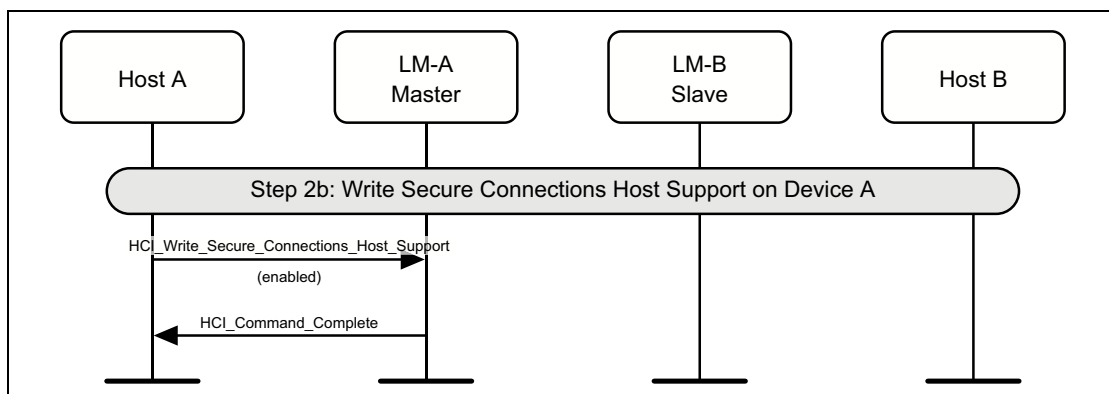 Host A
LM-A
Master
LM-B
Slave
Host B
Step 2b: Write Secure Connections Host Support on Device A
HCI_Write_Secure_Connections_Host_Support
(enabled)
HCI_Command_Complete